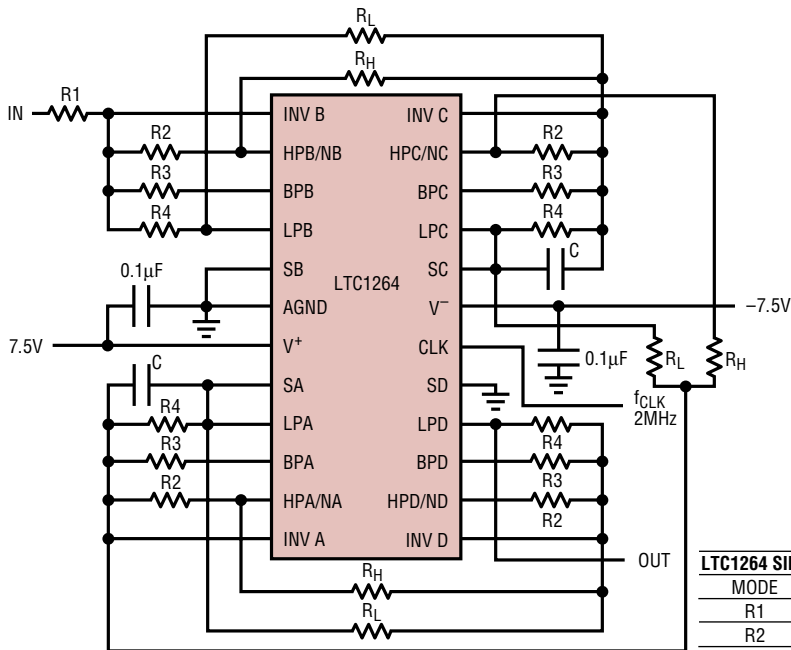 RL
RH
IN
R1
INV B
INV C
R2
HPB/NB
HPC/NC
R2
R3
BPB
BPC
R3
R4
LPB
LPC
R4
0.1µF
SB
SC
C
LTC1264
AGND
V–
–7.5V
7.5V
V+
CLK
0.1µF
RL
RH
C
SA
SD
fCLK
2MHz
R4
LPA
LPD
R3
BPA
BPD
R4
R2
HPA/NA
HPD/ND
R3
R2
INV A
INV D
OUT
RH
RL
MODE
R1
R2